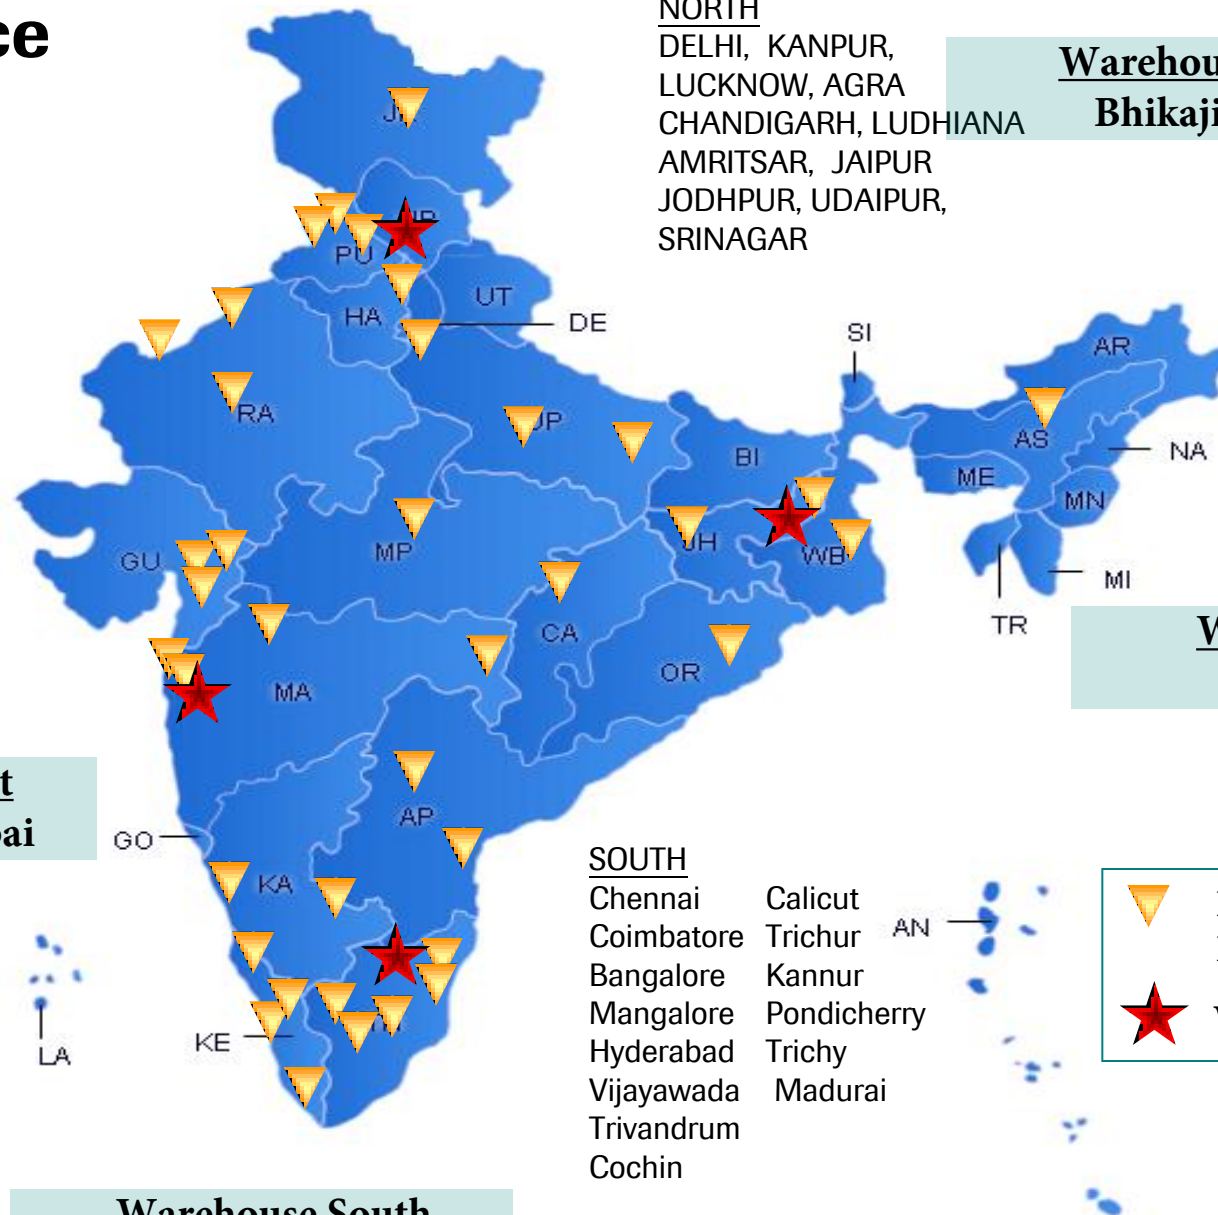 ce
NORTH
DELHI, KANPUR,
LUCKNOW, AGRA
CHANDIGARH, LUDHIANA
AMRITSAR, JAIPUR
JODHPUR, UDAIPUR,
SRINAGAR
Warehou
Bhikaji
PU
HA
UT
DE
RA
UP
BI
SI
AR
AS
NA
ME
MN
MI
TR
GU
MP
JH
WB
CA
OR
MA
W
t
bai
GO
AP
KA
AN
KE
LA
SOUTH
Chennai Calicut
Coimbatore Trichur
Bangalore Kannur
Mangalore Pondicherry
Hyderabad Trichy
Vijayawada Madurai
Trivandrum
Cochin
Warehouse South